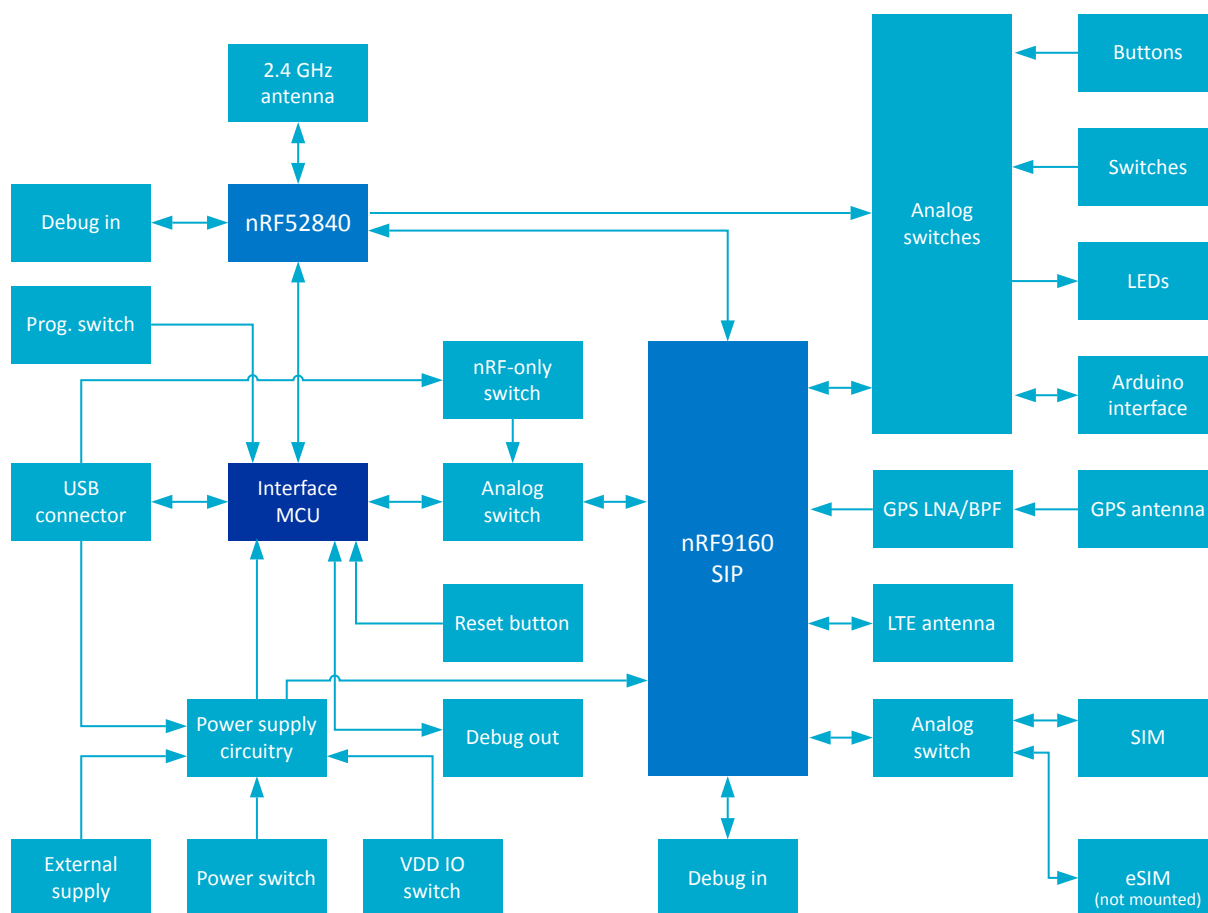 2.4 GHz
antenna
Buttons
Switches
Debug in
nRF52840
Analog
switches
LEDs
Prog. switch
nRF-only
switch
Arduino
interface
USB
connector
Interface
MCU
Analog
switch
nRF9160
SIP
GPS LNA/BPF
GPS antenna
Reset button
LTE antenna
Power supply
circuitry
Debug out
Analog
switch
SIM
External
supply
Power switch
VDD IO
switch
Debug in
eSIM
(not mounted)